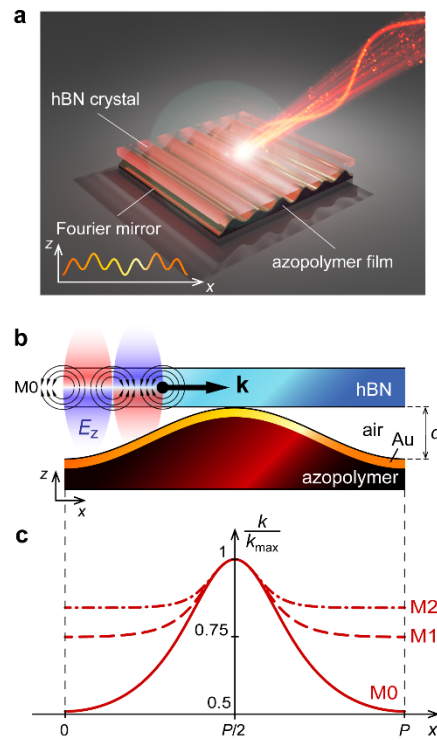 a
hBN crystal
Fourier mirror
azopolymer film
z
x
b
M0
E_z
k
hBN
air
d
Au
azopolymer
z
x
c
k
k_max
1
M2
0.75
M1
0.5
M0
0
P/2
P
x